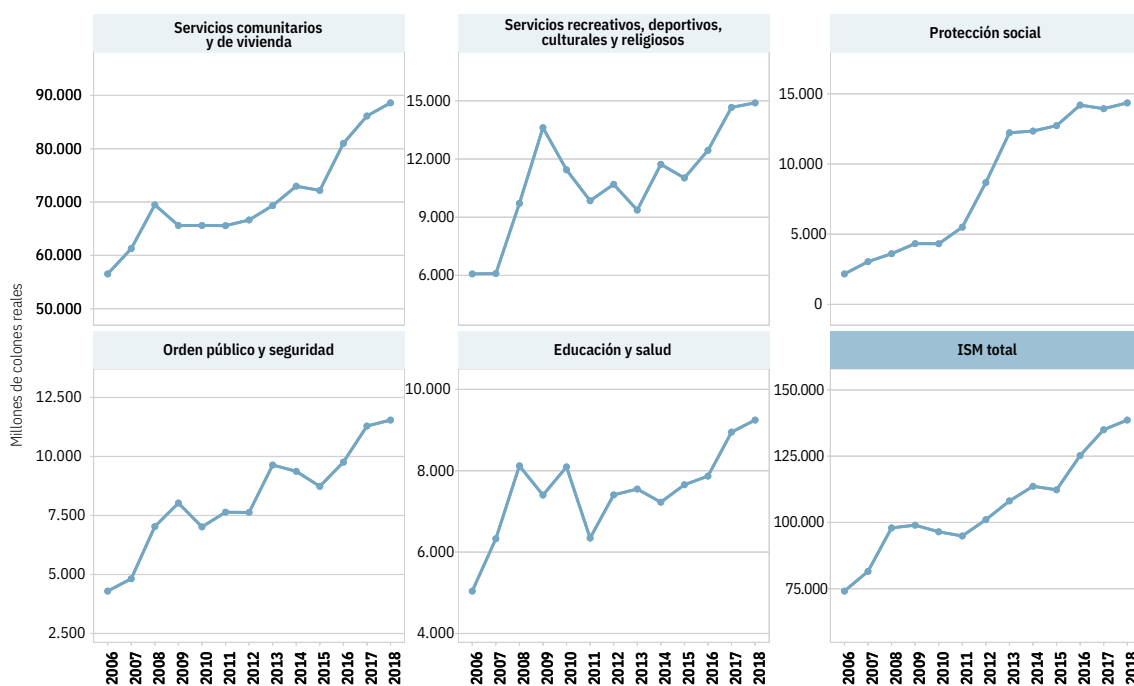 Servicios comunitarios
y de vivienda
Servicios recreativos, deportivos,
culturales y religiosos
Protección social
90.000
80.000
70.000
60.000
50.000
15.000
12.000
9.000
6.000
15.000
10.000
5.000
0
Millones de colones reales
Orden público y seguridad
Educación y salud
ISM total
12.500
10.000
7.500
5.000
2.500
10.000
8.000
6.000
4.000
150.000
125.000
100.000
75.000
2006 2007 2008 2009 2010 2011 2012 2013 2014 2015 2016 2017 2018
2006 2007 2008 2009 2010 2011 2012 2013 2014 2015 2016 2017 2018
2006 2007 2008 2009 2010 2011 2012 2013 2014 2015 2016 2017 2018